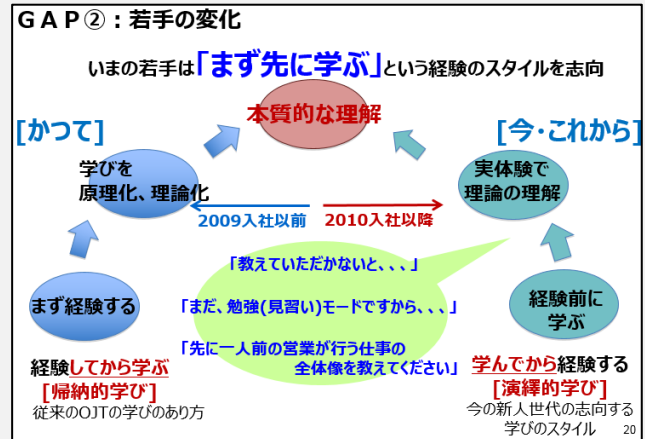 GAP②：若手の変化
いまの若手は「まず先に学ぶ」という経験のスタイルを志向
本質的な理解
[かつて]
[今・これから]
学びを
原理化、理論化
実体験で
理論の理解
2009入社以前
2010入社以降
「教えていただかないと、、、」
「まだ、勉強(見習い)モードですから、、、」
「先に一人前の営業が行う仕事の
全体像を教えてください」
まず経験する
経験前に
学ぶ
経験してから学ぶ
[帰納的学び]
従来のOJTの学びのあり方
学んでから経験する
[演繹的学び]
今の新人世代の志向する
学びのスタイル
20